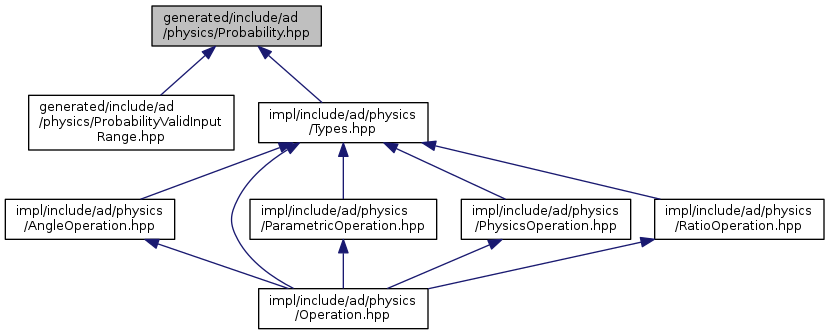 generated/include/ad
/physics/Probability.hpp
generated/include/ad
/physics/ProbabilityValidInput
Range.hpp
impl/include/ad/physics
/Types.hpp
impl/include/ad/physics
/AngleOperation.hpp
impl/include/ad/physics
/ParametricOperation.hpp
impl/include/ad/physics
/PhysicsOperation.hpp
impl/include/ad/physics
/RatioOperation.hpp
impl/include/ad/physics
/Operation.hpp